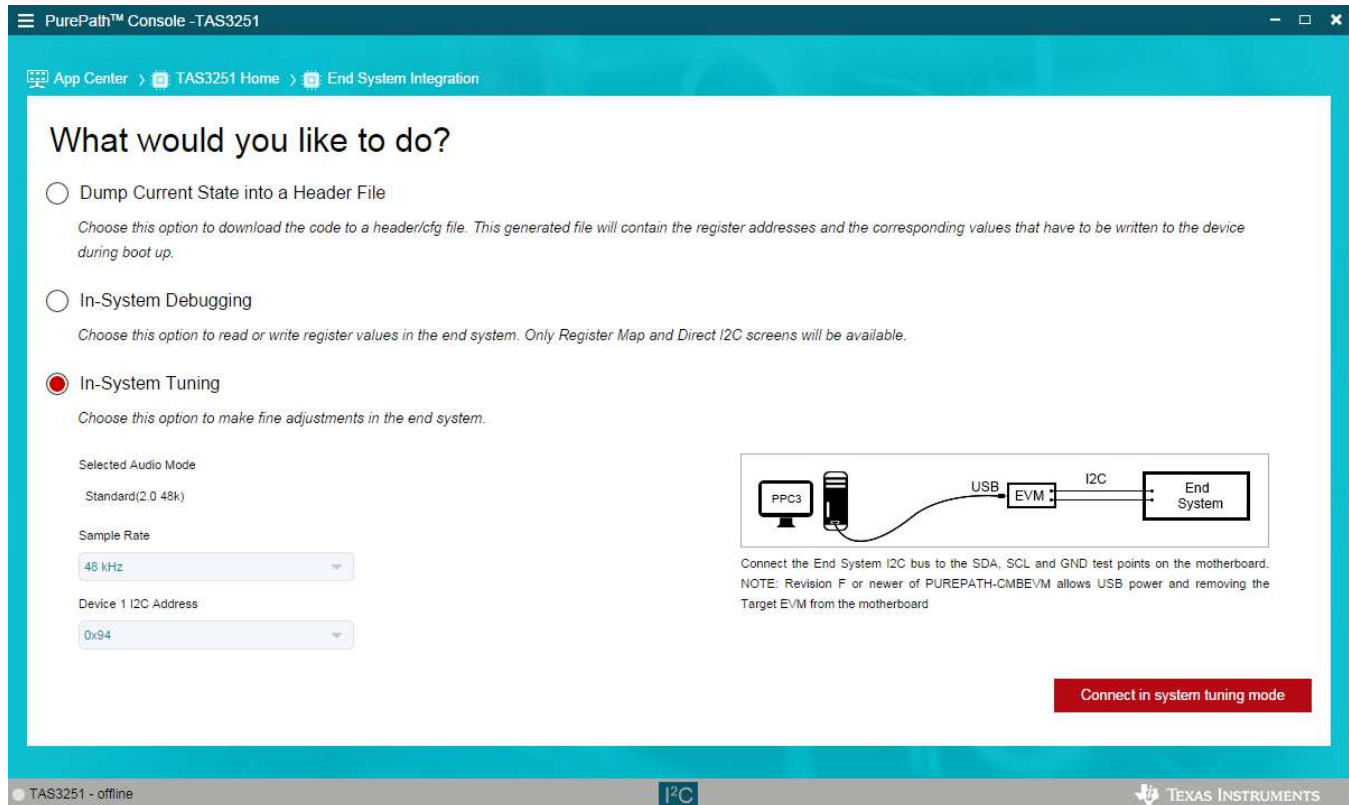 PurePath™ Console -TAS3251
App Center
TAS3251 Home
End System Integration
What would you like to do?
Dump Current State into a Header File
Choose this option to download the code to a header/cfg file. This generated file will contain the register addresses and the corresponding values that have to be written to the device
during boot up.
In-System Debugging
Choose this option to read or write register values in the end system. Only Register Map and Direct I2C screens will be available.
In-System Tuning
Choose this option to make fine adjustments in the end system.
Selected Audio Mode
Standard(2.0 48k)
Sample Rate
48 kHz
Device 1 I2C Address
0x94
PPC3
USB
EVM
I2C
End
System
Connect the End System I2C bus to the SDA, SCL and GND test points on the motherboard.
NOTE: Revision F or newer of PUREPATH-CMBEVM allows USB power and removing the
Target EVM from the motherboard
Connect in system tuning mode
TAS3251 - offline
I²C
TEXAS INSTRUMENTS